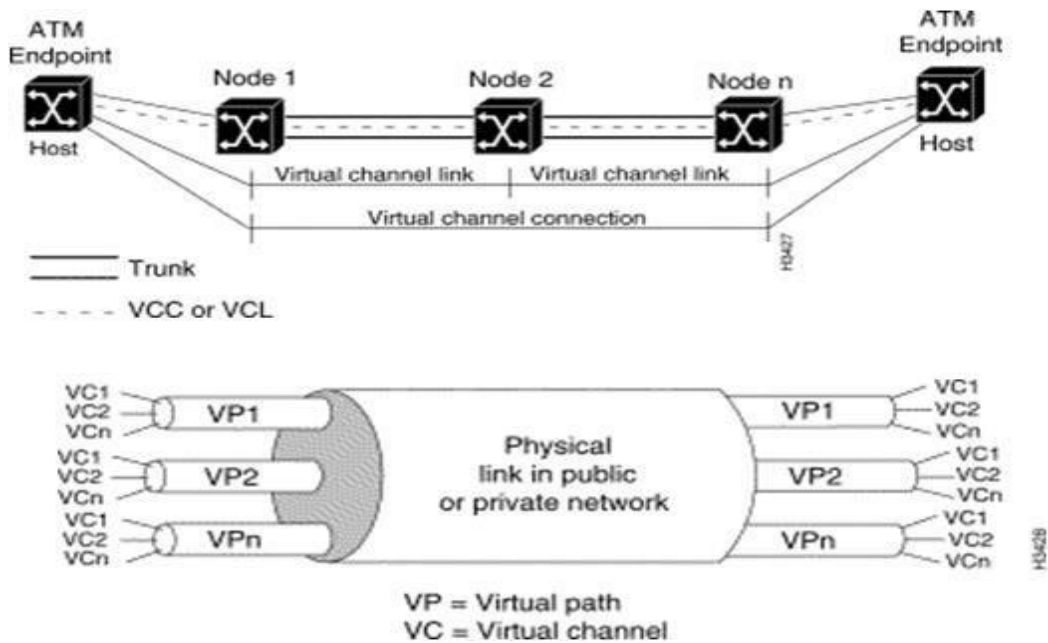 ATM
Endpoint
ATM
Endpoint
Node 1
Node 2
Node n
Host
Host
Virtual channel link
Virtual channel link
Virtual channel connection
H3427
Trunk
VCC or VCL
VC1
VC2
VCn
VP1
VC1
VC2
VCn
VP2
VC1
VC2
VCn
VPn
Physical
link in public
or private network
VP1
VC1
VC2
VCn
VP2
VC1
VC2
VCn
VPn
VC1
VC2
VCn
H3428
VP = Virtual path
VC = Virtual channel